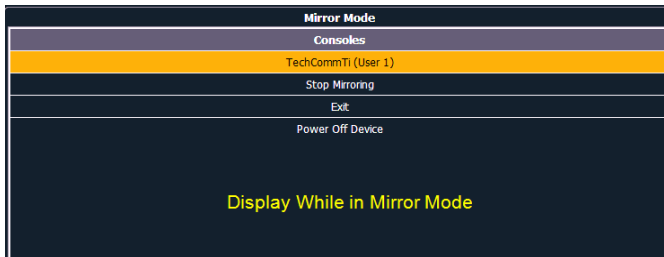 Mirror Mode
Consoles
TechCommTi (User 1)
Stop Mirroring
Exit
Power Off Device
Display While in Mirror Mode